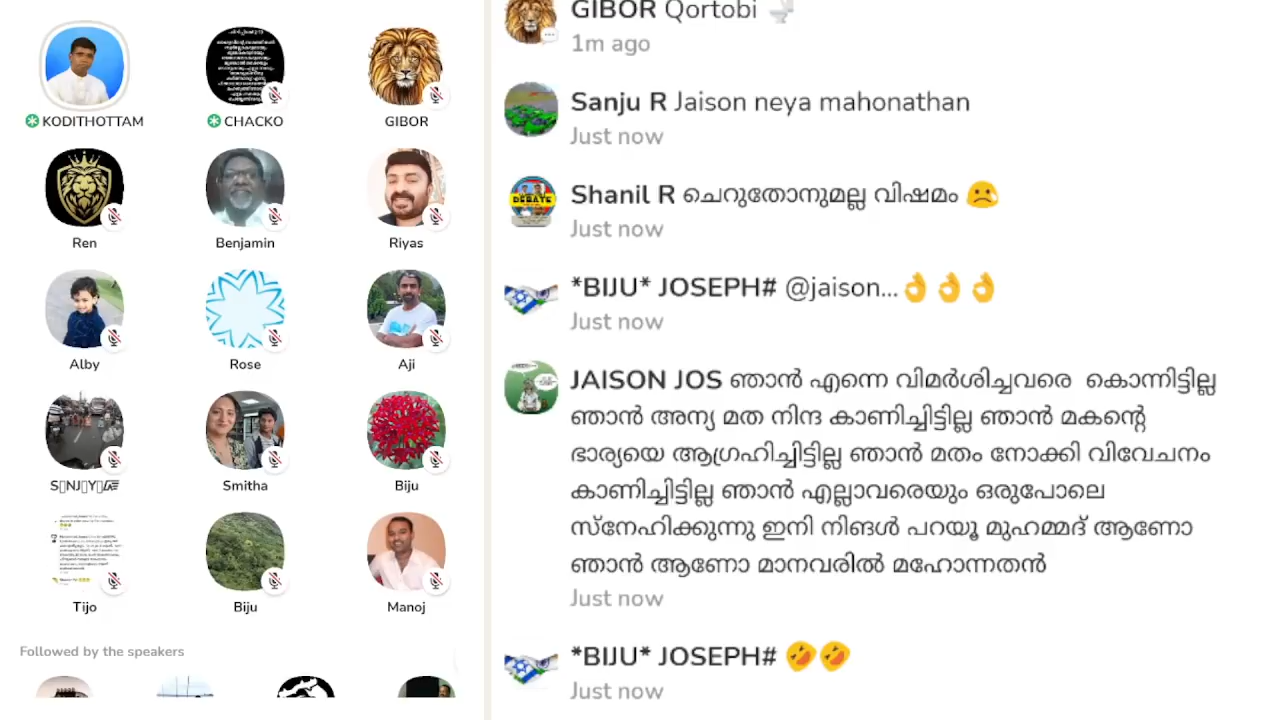 KODITHOTTAM
CHACKO
GIBOR
Ren
Benjamin
Riyas
Alby
Rose
Aji
Smitha
Biju
Tijo
Biju
Manoj
Followed by the speakers
GIBOR Qortobi
1m ago
Sanju R Jaison neya mahonathan
Just now
Shanil R ചെറുതോനുമല്ല വിഷമം ☹️
Just now
*BIJU* JOSEPH# @jaison...👌👌👌
Just now
JAISON JOS ഞാൻ എന്നെ വിമർശിച്ചവരെ കൊന്നിട്ടില്ല
ഞാൻ അന്യ മത നിന്ദ കാണിച്ചിട്ടില്ല ഞാൻ മകന്റെ
ഭാര്യയെ ആഗ്രഹിച്ചിട്ടില്ല ഞാൻ മതം നോക്കി വിവേചനം
കാണിച്ചിട്ടില്ല ഞാൻ എല്ലാവരെയും ഒരുപോലെ
സ്നേഹിക്കുന്നു ഇനി നിങൾ പറയൂ മുഹമ്മദ് ആണോ
ഞാൻ ആണോ മാനവരിൽ മഹോന്നതൻ
Just now
*BIJU* JOSEPH# 🤣🤣
Just now